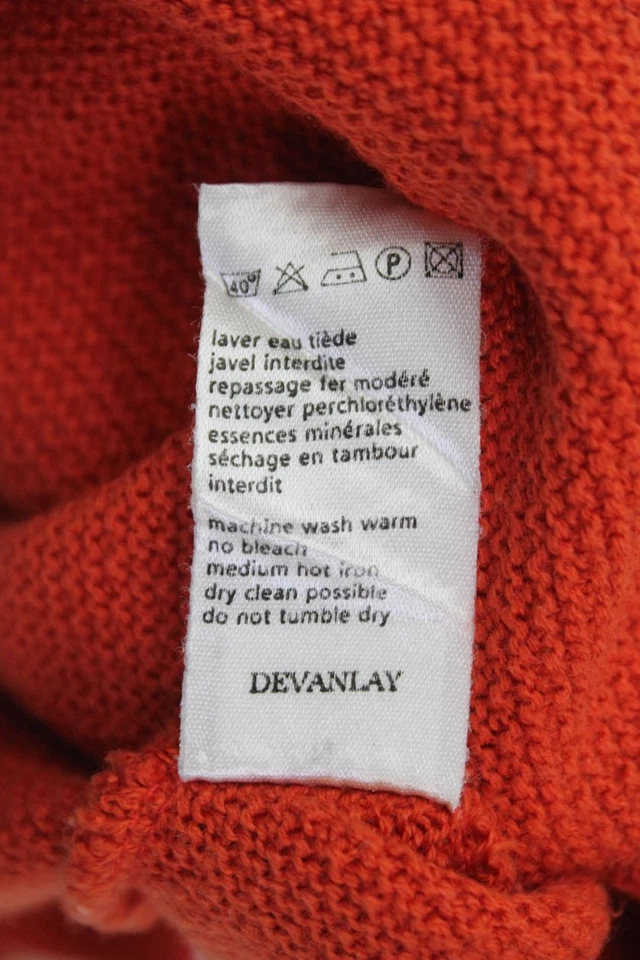 40° P
laver eau tiède
javel interdite
repassage fer modéré
nettoyer perchloréthylène
essences minérales
séchage en tambour
interdit
machine wash warm
no bleach
medium hot iron
dry clean possible
do not tumble dry
DEVANLAY